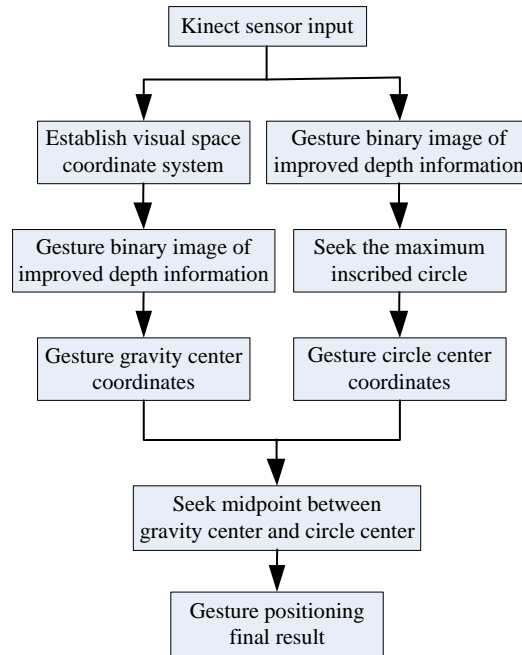 Kinect sensor input
Establish visual space
coordinate system
Gesture binary image of
improved depth information
Gesture binary image of
improved depth information
Seek the maximum
inscribed circle
Gesture gravity center
coordinates
Gesture circle center
coordinates
Seek midpoint between
gravity center and circle center
Gesture positioning
final result